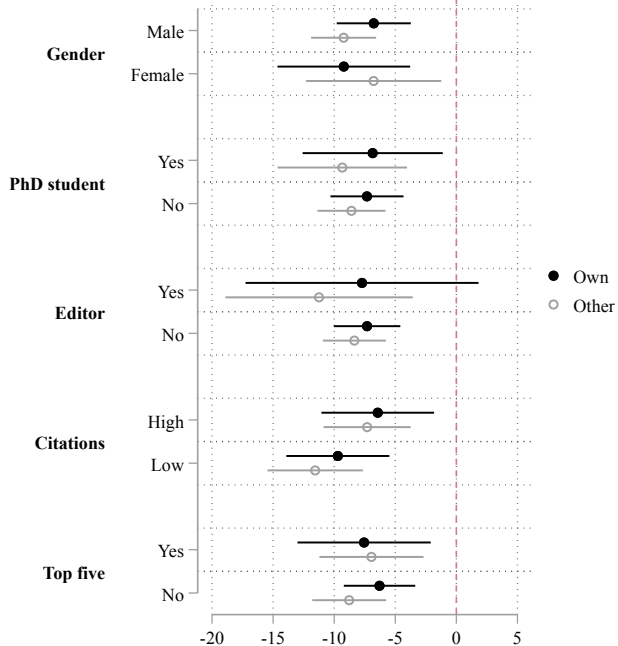 Male
Gender
Female
Yes
PhD student
No
Yes
Own
Editor
Other
No
High
Citations
Low
Yes
Top five
No
-20 -15 -10 -5 0 5